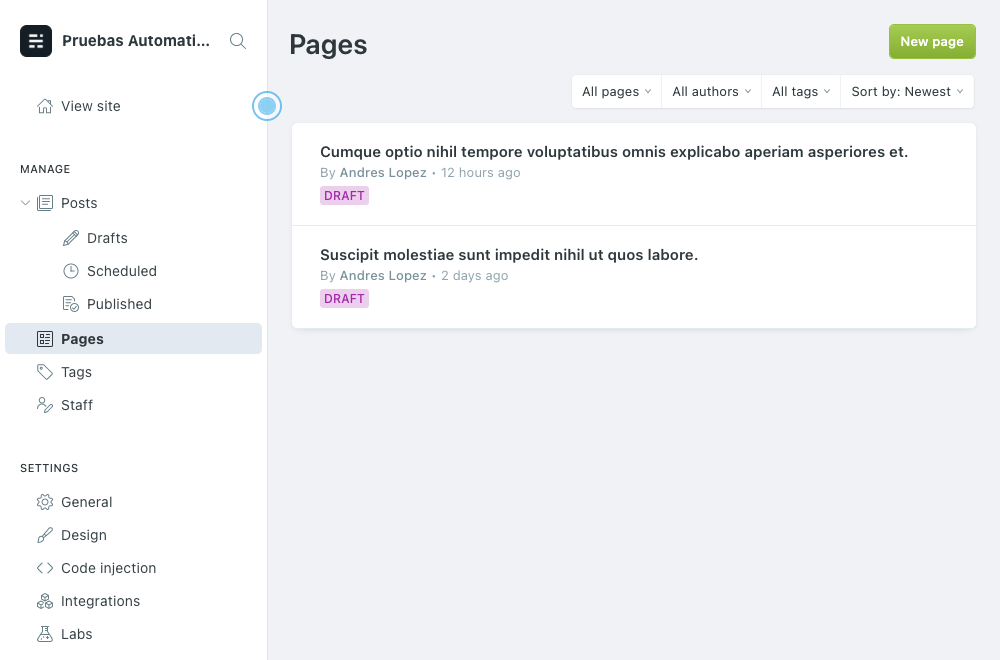 Pruebas Automati...
View site
MANAGE
Posts
Drafts
Scheduled
Published
Pages
Tags
Staff
SETTINGS
General
Design
Code injection
Integrations
Labs
Pages
New page
All pages
All authors
All tags
Sort by: Newest
Cumque optio nihil tempore voluptatibus omnis explicabo aperiam asperiores et.
By Andres Lopez • 12 hours ago
DRAFT
Suscipit molestiae sunt impedit nihil ut quos labore.
By Andres Lopez • 2 days ago
DRAFT